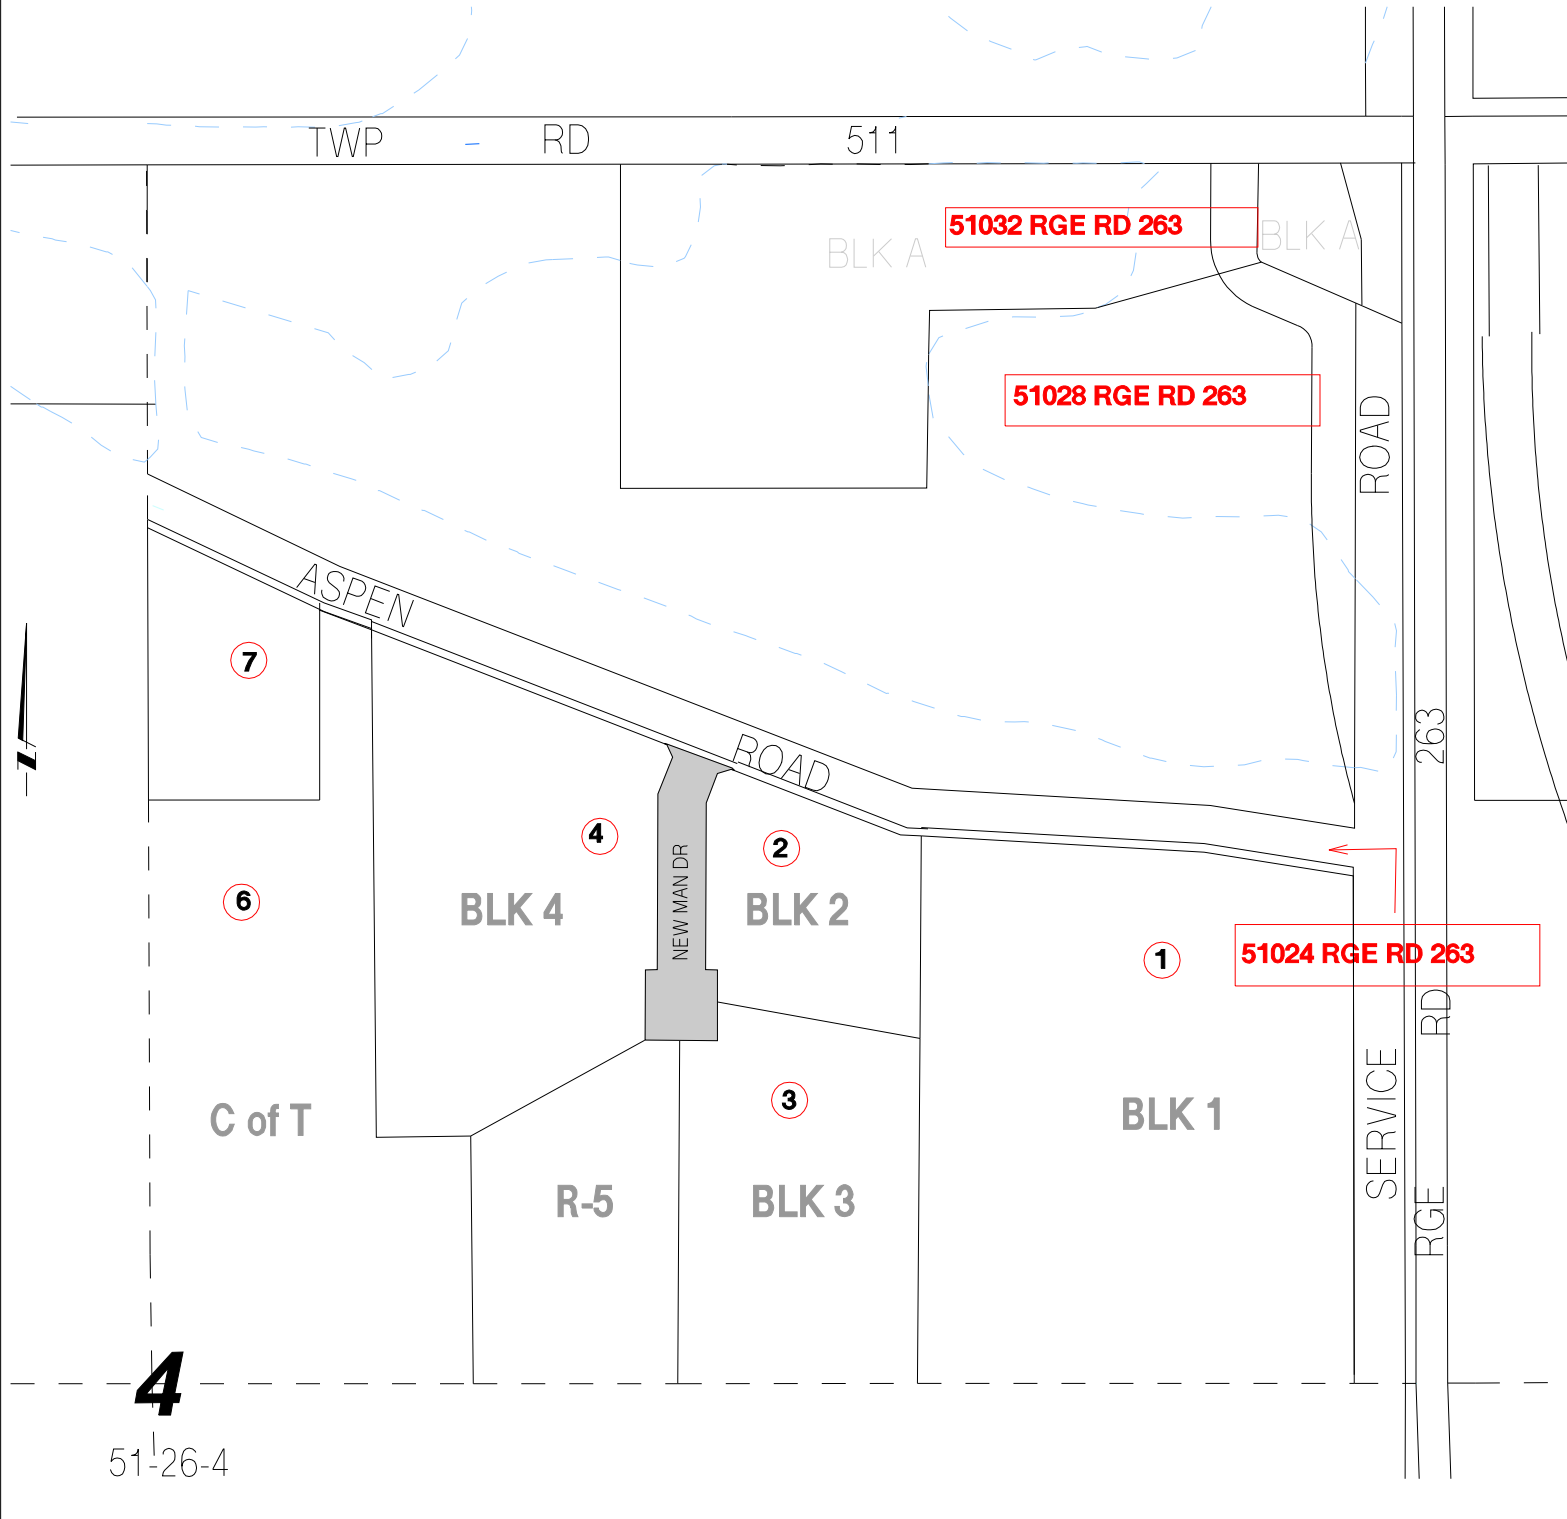 TWP RD 511
51032 RGE RD 263
BLK A
BLK A
51028 RGE RD 263
ROAD
ASPEN
ROAD
7
263
4
2
NEW MAN DR
6
BLK 4
BLK 2
1
51024 RGE RD 263
RD
3
C of T
BLK 1
SERVICE
R-5
BLK 3
RGE
4
51-26-4